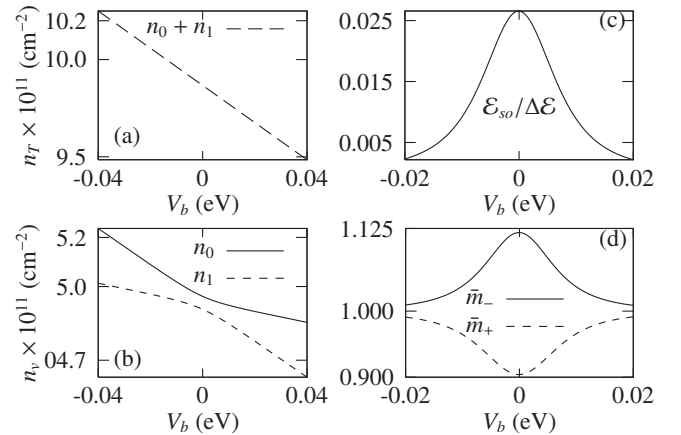 n_T × 10^11 (cm^−2)
10.2
10.0
9.5
n_0 + n_1
(a)
-0.04
0
0.04
V_b (eV)
0.025
0.015
0.005
(c)
ℰ_so/Δℰ
-0.02
0
0.02
V_b (eV)
n_ν × 10^11 (cm^−2)
5.2
5.0
04.7
n_0
n_1
(b)
-0.04
0
0.04
V_b (eV)
1.125
1.000
0.900
(d)
m̄_−
m̄_+
-0.02
0
0.02
V_b (eV)